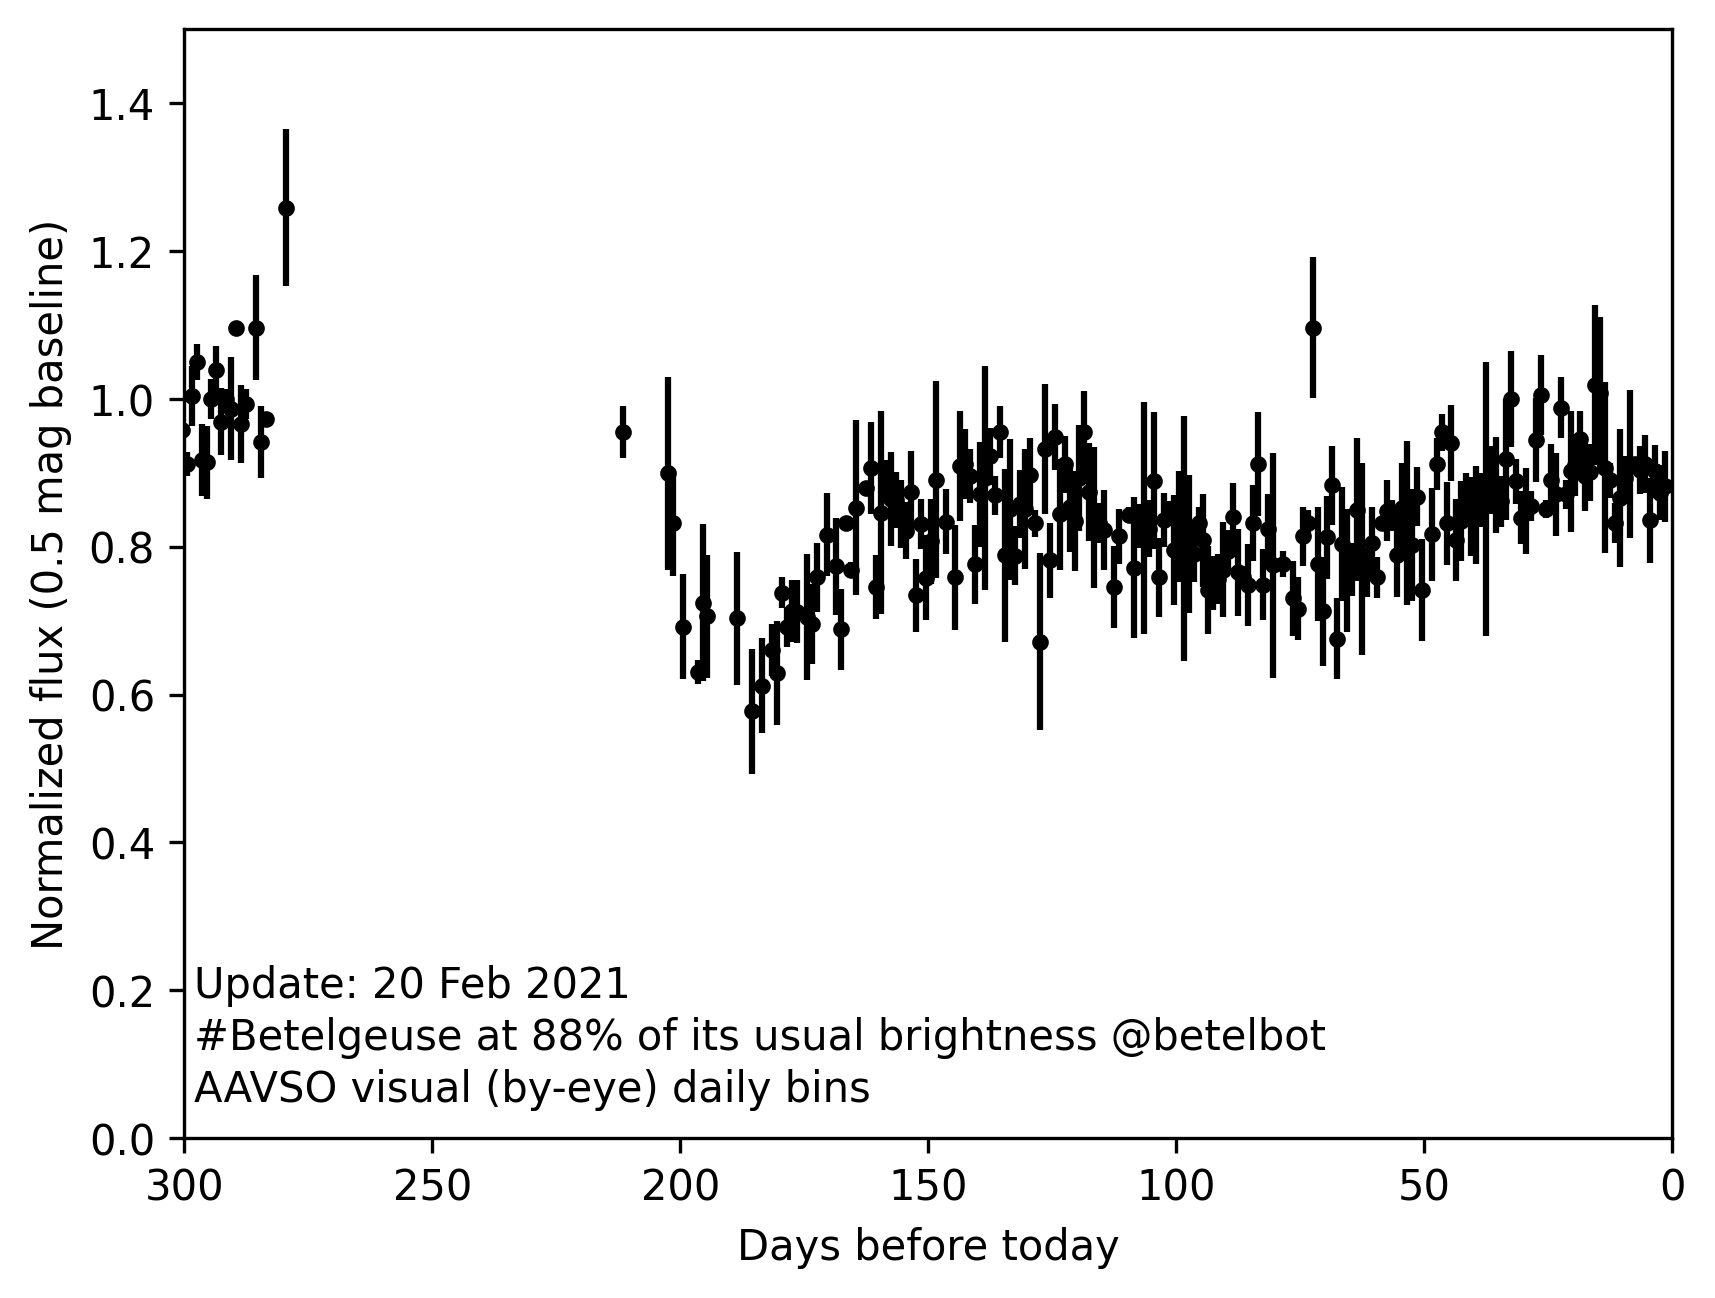 Normalized flux (0.5 mag baseline)
1.4
1.2
1.0
0.8
0.6
0.4
0.2
0.0
Update: 20 Feb 2021
#Betelgeuse at 88% of its usual brightness @betelbot
AAVSO visual (by-eye) daily bins
300 250 200 150 100 50 0
Days before today